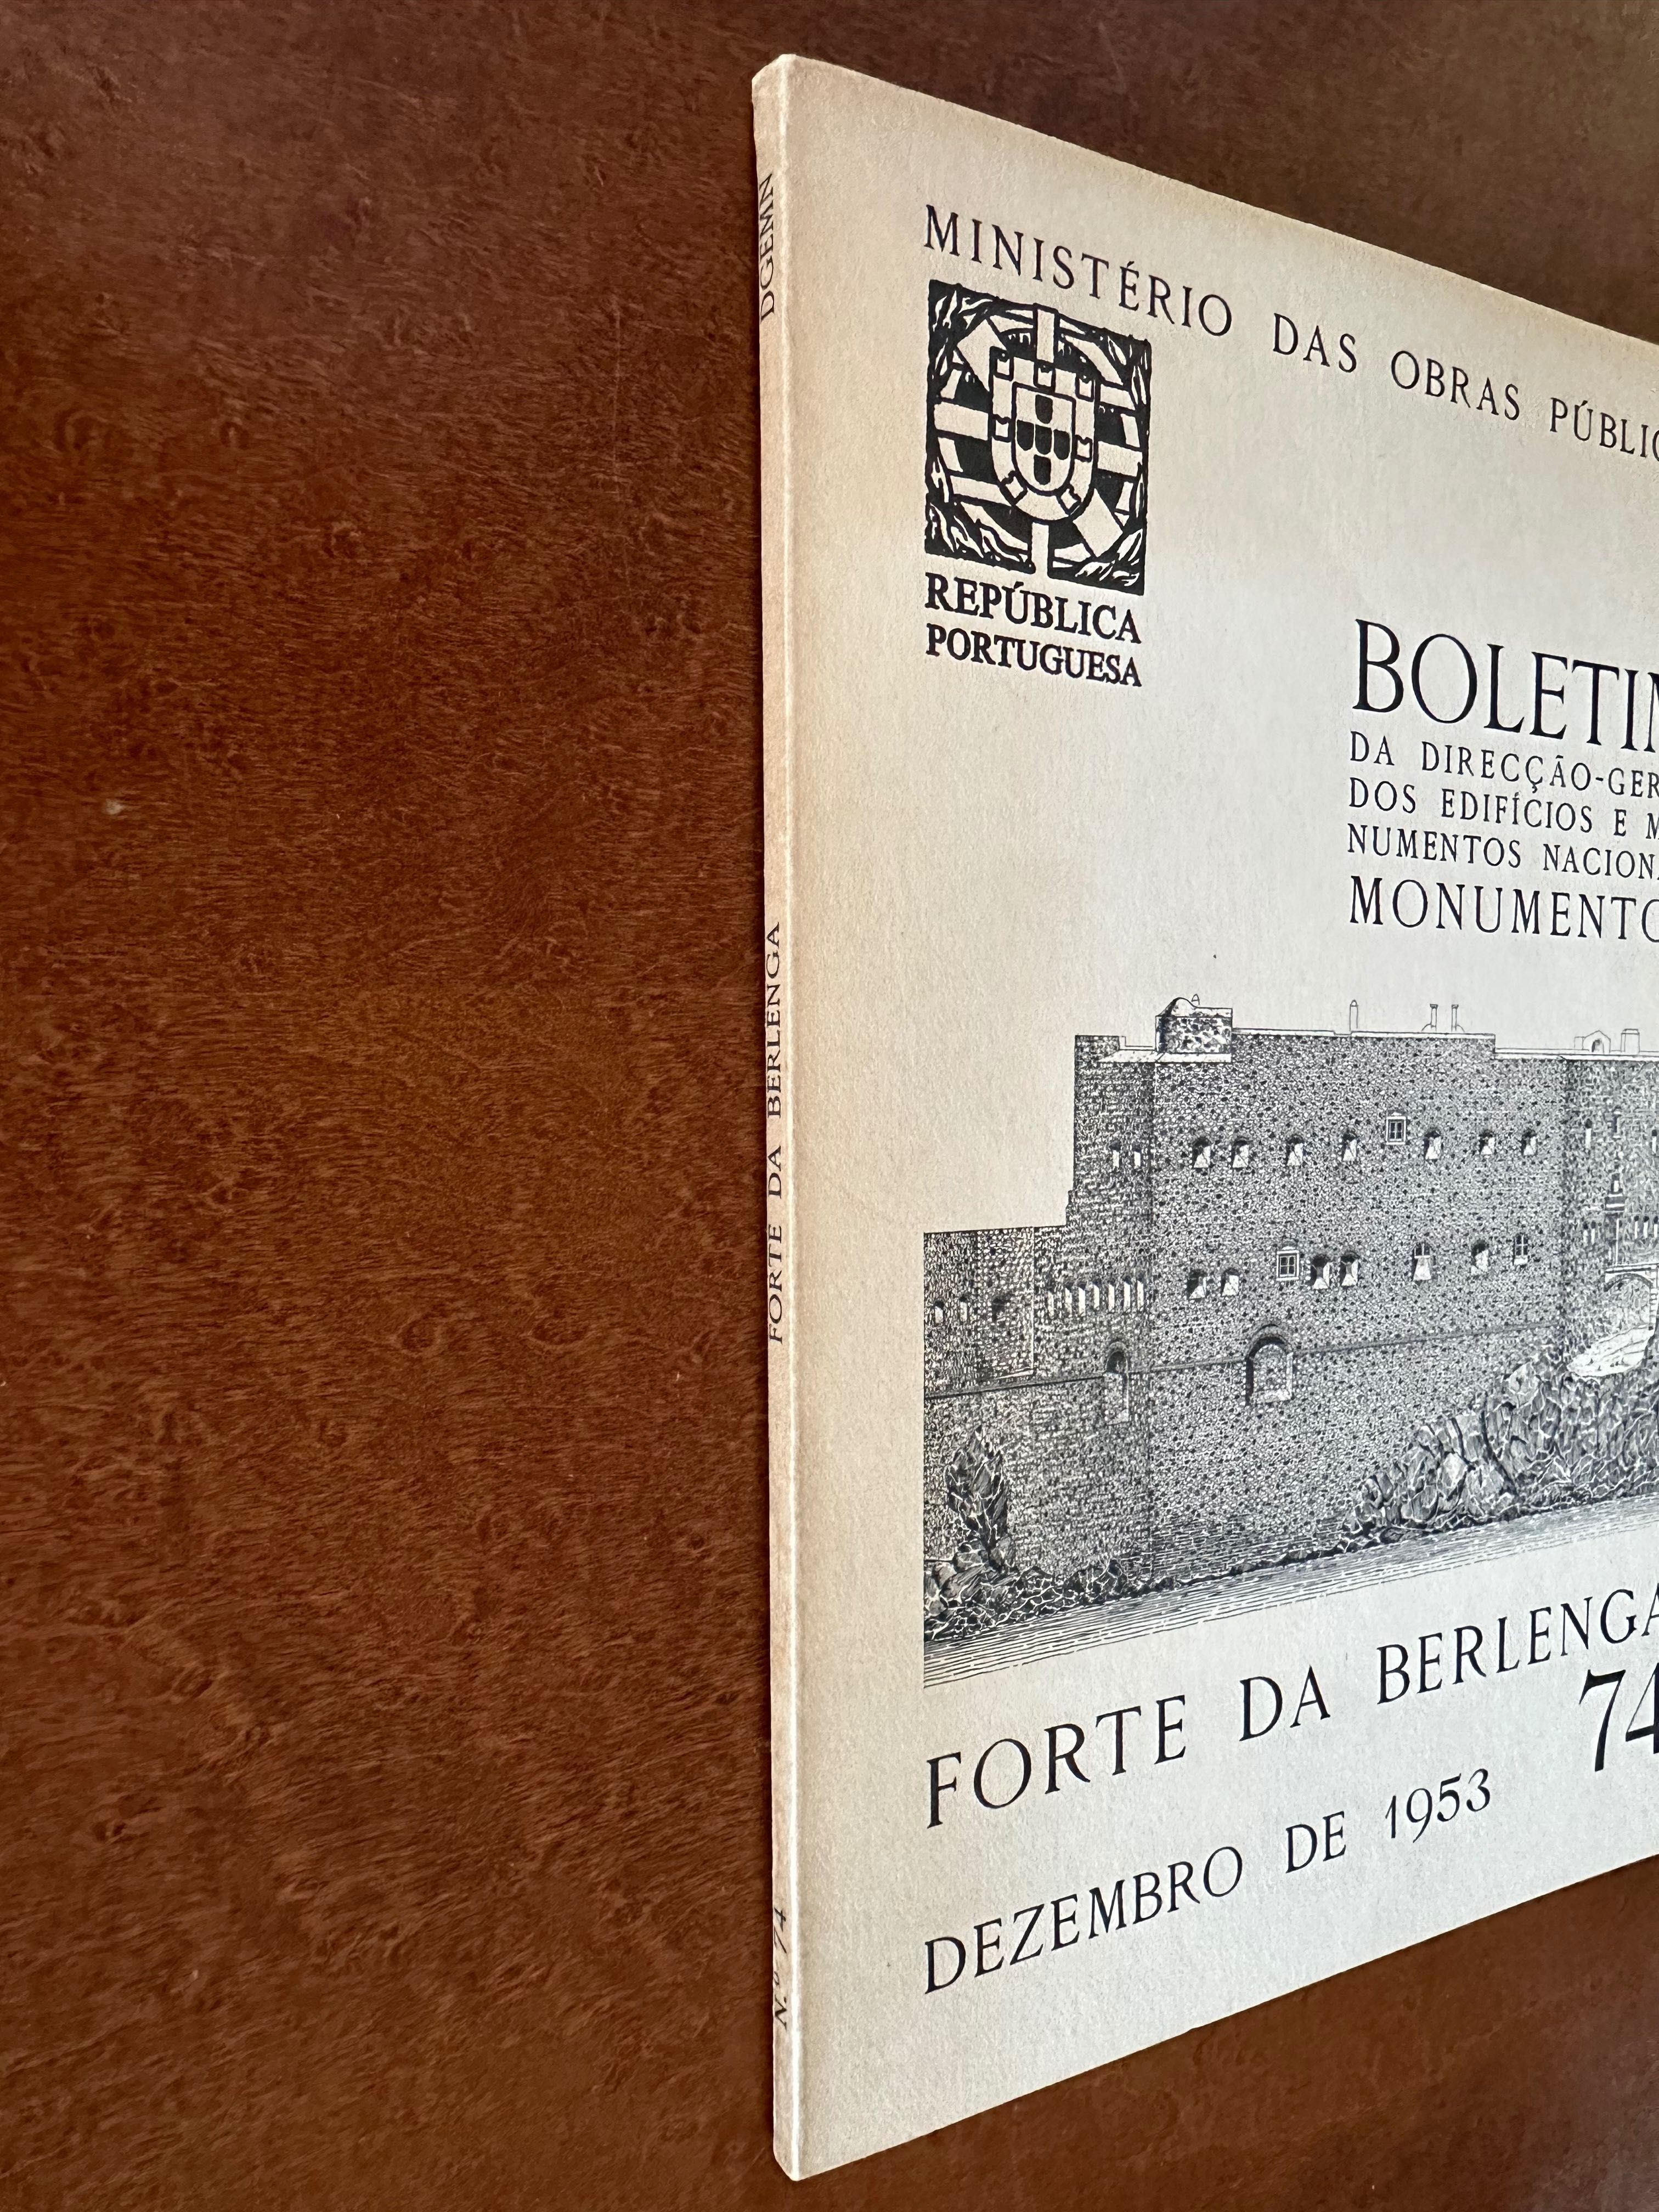 DGEMN
FORTE DA BERLENGA
N.º 74
MINISTÉRIO DAS OBRAS PÚBLIC
REPÚBLICA
PORTUGUESA
BOLETIM
DA DIRECÇÃO-GER
DOS EDIFÍCIOS E M
NUMENTOS NACIONA
MONUMENTO
FORTE DA BERLENGA
74
DEZEMBRO DE 1953